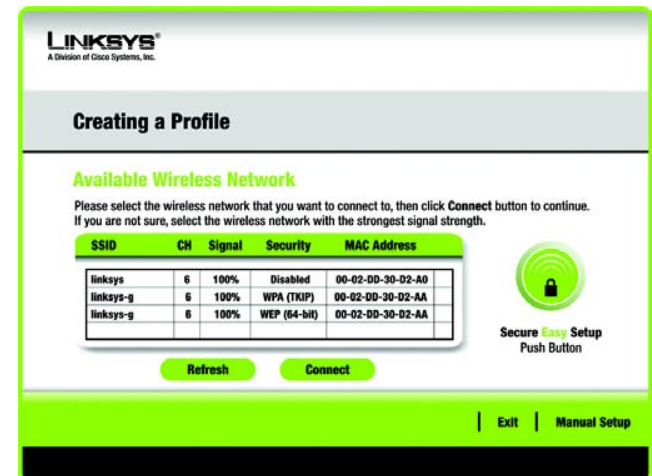 LINKSYS®
A Division of Cisco Systems, Inc.
Creating a Profile
Available Wireless Network
Please select the wireless network that you want to connect to, then click Connect button to continue.
If you are not sure, select the wireless network with the strongest signal strength.
SSID CH Signal Security MAC Address
linksys 6 100% Disabled 00-02-DD-30-D2-A0
linksys-g 6 100% WPA (TKIP) 00-02-DD-30-D2-AA
linksys-g 6 100% WEP (64-bit) 00-02-DD-30-D2-AA
Secure Easy Setup
Push Button
Refresh Connect
Exit Manual Setup